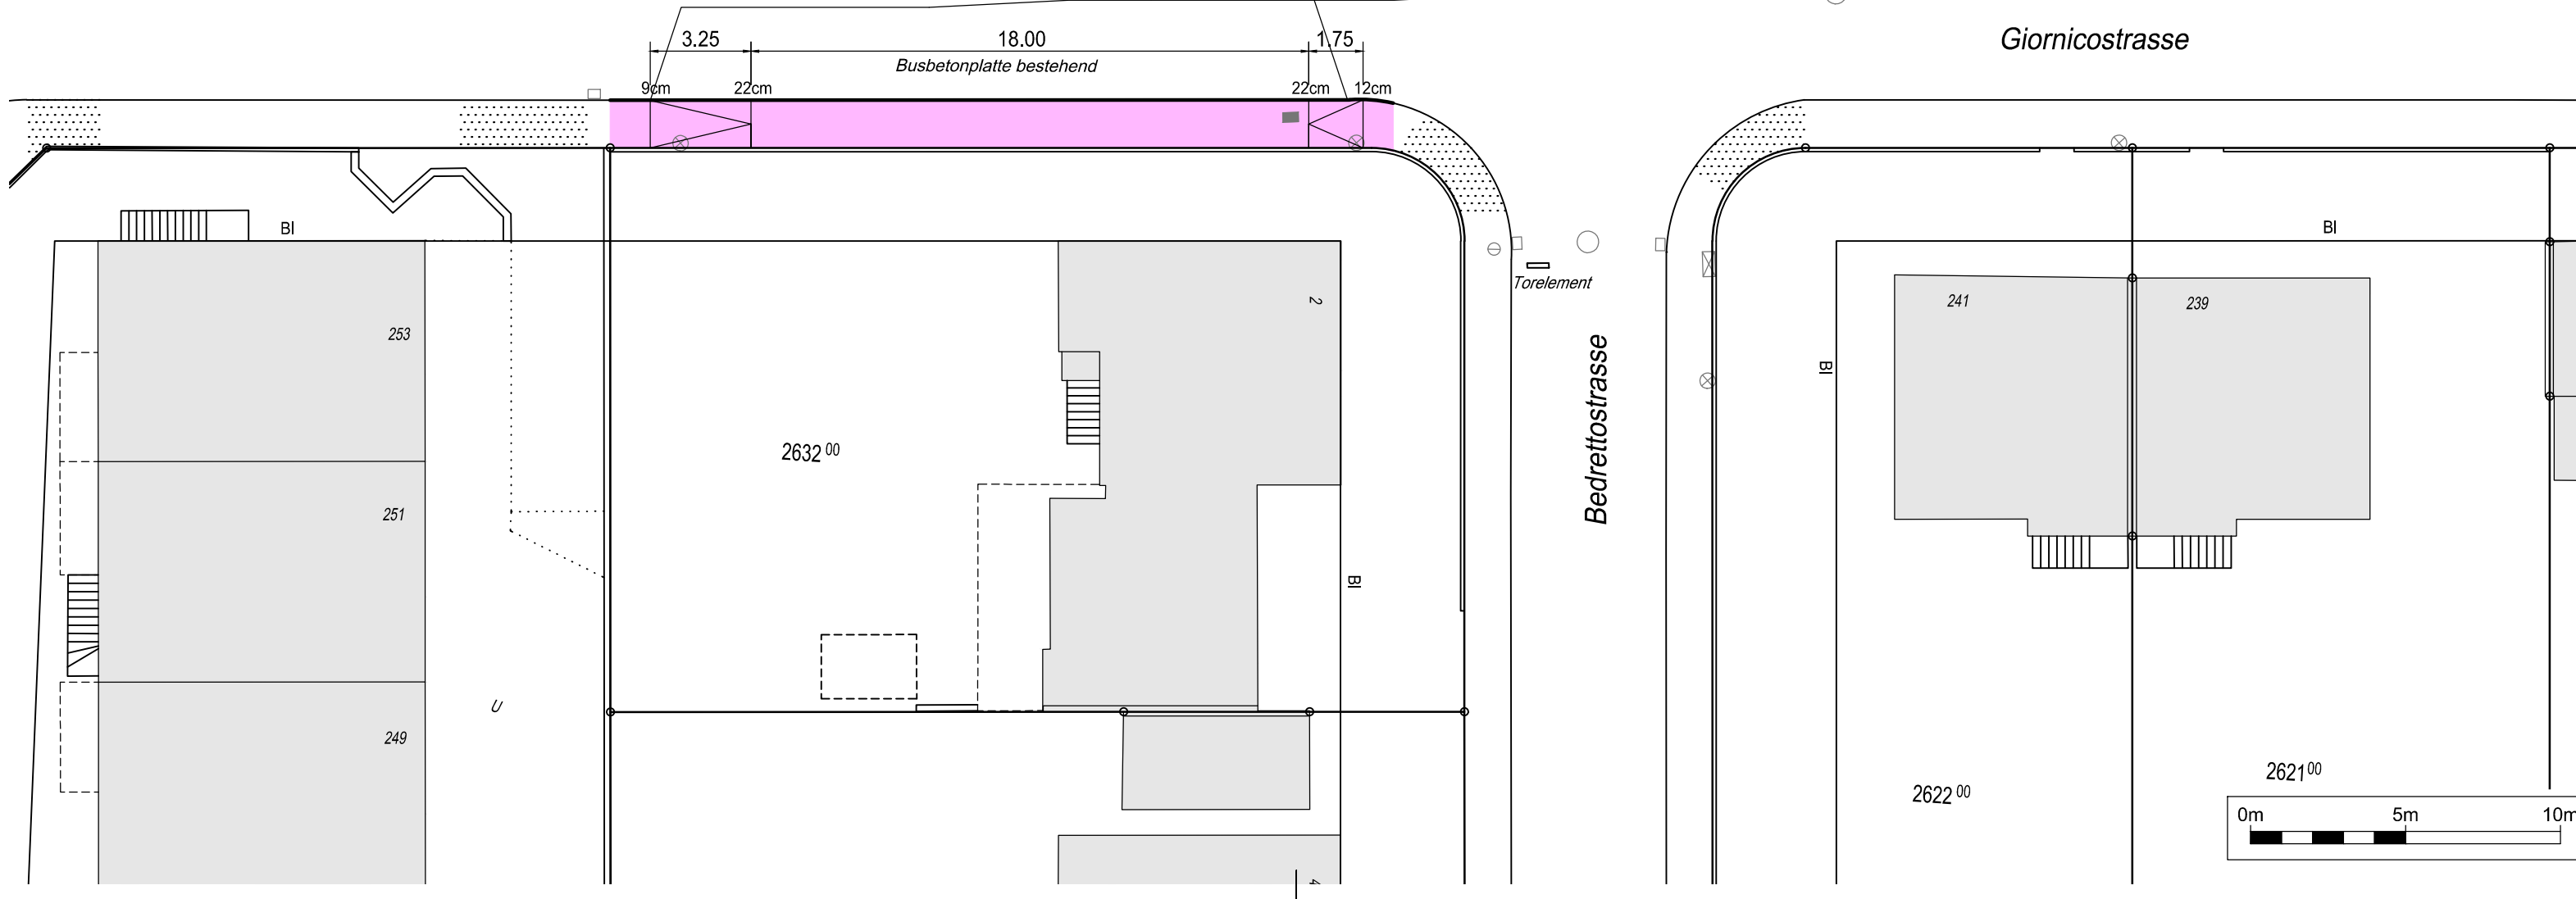 Giornicostrasse
3.25 18.00 1.75
Busbetonplatte bestehend
9cm 22cm 22cm 12cm
BI
BI
2
Torelement
241
239
253
Bedrettostrasse
BI
2632 00
251
BI
U
249
2621 00
2622 00
0m 5m 10m
4